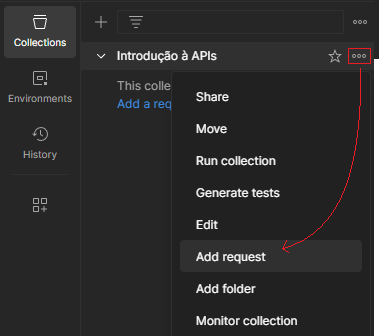 Collections
Environments
History
Introdução à APIs
This colle
Add a req
Share
Move
Run collection
Generate tests
Edit
Add request
Add folder
Monitor collection